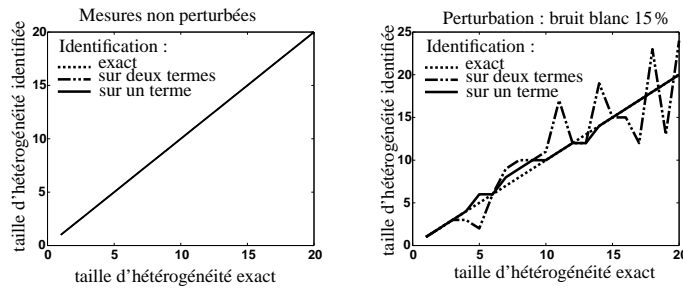 Mesures non perturbées
taille d'hétérogénéité identifiée
20
15
10
5
0
Identification :
exact
sur deux termes
sur un terme
0 5 10 15 20
taille d'hétérogénéité exact
Perturbation : bruit blanc 15%
taille d'hétérogénéité identifiée
25
20
15
10
5
0
Identification :
exact
sur deux termes
sur un terme
0 5 10 15 20
taille d'hétérogénéité exact